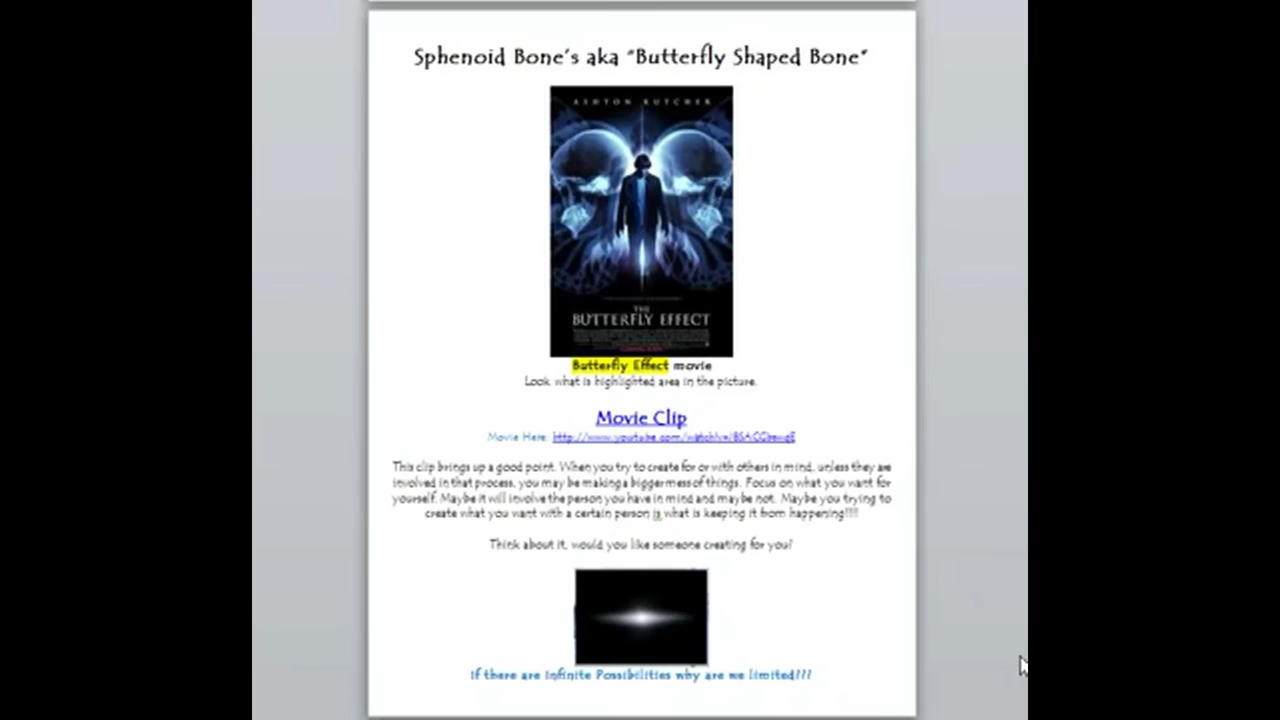 Sphenoid Bone's aka "Butterfly Shaped Bone"
ASHTON KUTCHER
THE
BUTTERFLY EFFECT
Butterfly Effect movie
Look what is highlighted area in the picture.
Movie Clip
Movie Here: http://www.youtube.com/watch?v=
This clip brings up a good point. When you try to create for or with others in mind, unless they are
involved in that process, you may be making a bigger mess of things. Focus on what you want for
yourself. Maybe it will involve the person you have in mind and maybe not. Maybe you trying to
create what you want with a certain person is what is keeping it from happening!!!!
Think about it, would you like someone creating for you?
If there are Infinite Possibilities why are we limited???